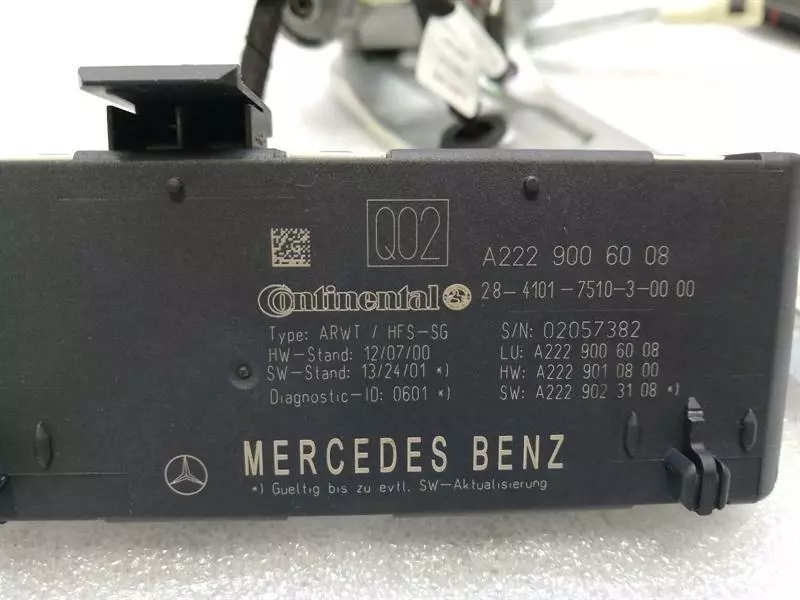 Q02
A222 900 60 08
Continental
28-4101-7510-3-00 00
Type: ARWT / HFS-SG
S/N: 02057382
HW-Stand: 12/07/00
LU: A222 900 60 08
SW-Stand: 13/24/01 *)
HW: A222 901 08 00
Diagnostic-ID: 0601 *)
SW: A222 902 31 08 *)
MERCEDES BENZ
*) Gueltig bis zu evtl. SW-Aktualisierung